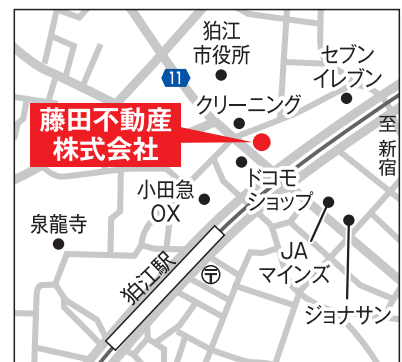 狛江
市役所
セブン
イレブン
11
クリーニング
藤田不動産
株式会社
至
新
宿
ドコモ
ショップ
小田急
OX
泉龍寺
狛江駅
〒
JA
マインズ
ジョナサン